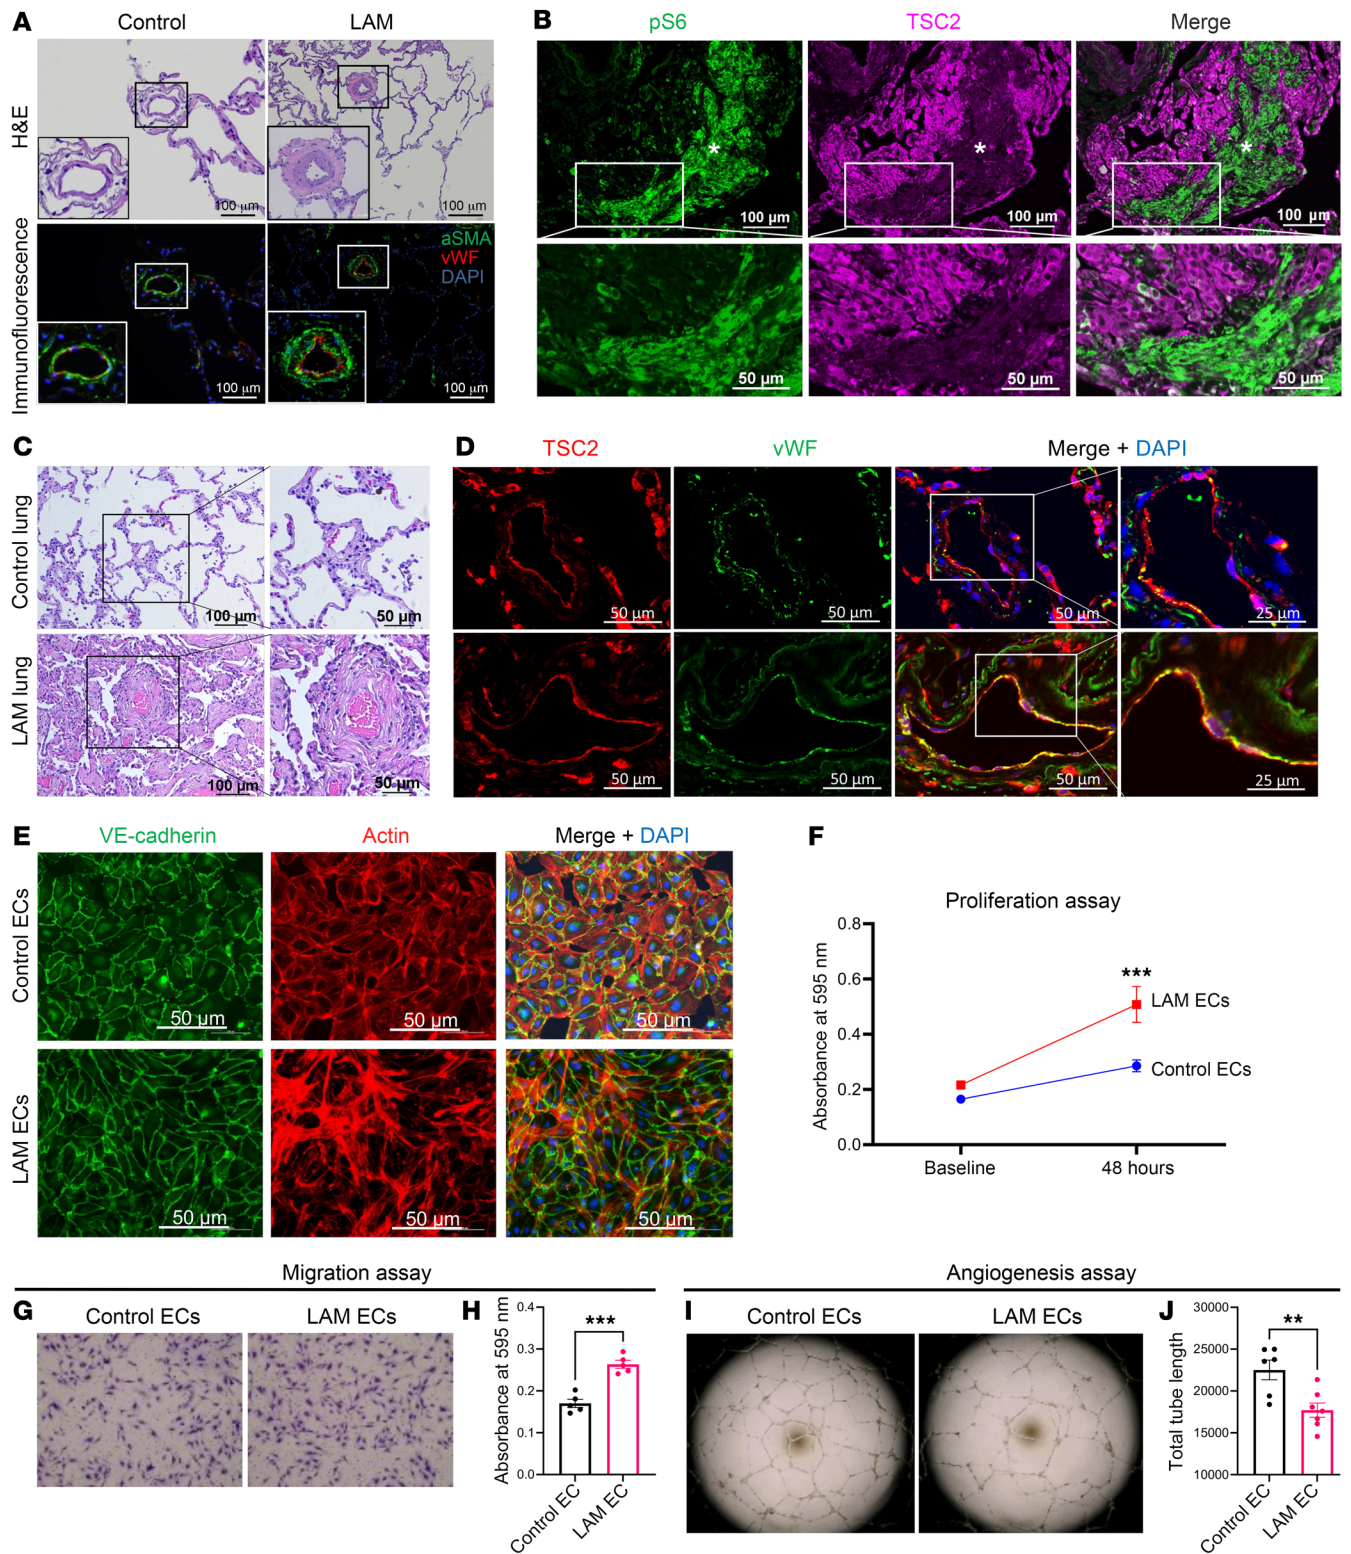 A
Control
LAM
H&E
100 μm
100 μm
Immunofluorescence
aSMA
vWF
DAPI
100 μm
100 μm
B
pS6
TSC2
Merge
*
*
*
100 μm
100 μm
100 μm
50 μm
50 μm
50 μm
C
Control lung
100 μm
50 μm
LAM lung
100 μm
50 μm
D
TSC2
vWF
Merge + DAPI
50 μm
50 μm
50 μm
25 μm
50 μm
50 μm
50 μm
25 μm
E
VE-cadherin
Actin
Merge + DAPI
Control ECs
50 μm
50 μm
50 μm
LAM ECs
50 μm
50 μm
50 μm
F
Proliferation assay
Absorbance at 595 nm
0.8
0.6
0.4
0.2
0.0
***
LAM ECs
Control ECs
Baseline
48 hours
Migration assay
G
Control ECs
LAM ECs
H
Absorbance at 595 nm
0.4
0.3
0.2
0.1
0.0
***
Control EC
LAM EC
Angiogenesis assay
I
Control ECs
LAM ECs
J
Total tube length
30000
25000
20000
15000
10000
**
Control EC
LAM EC